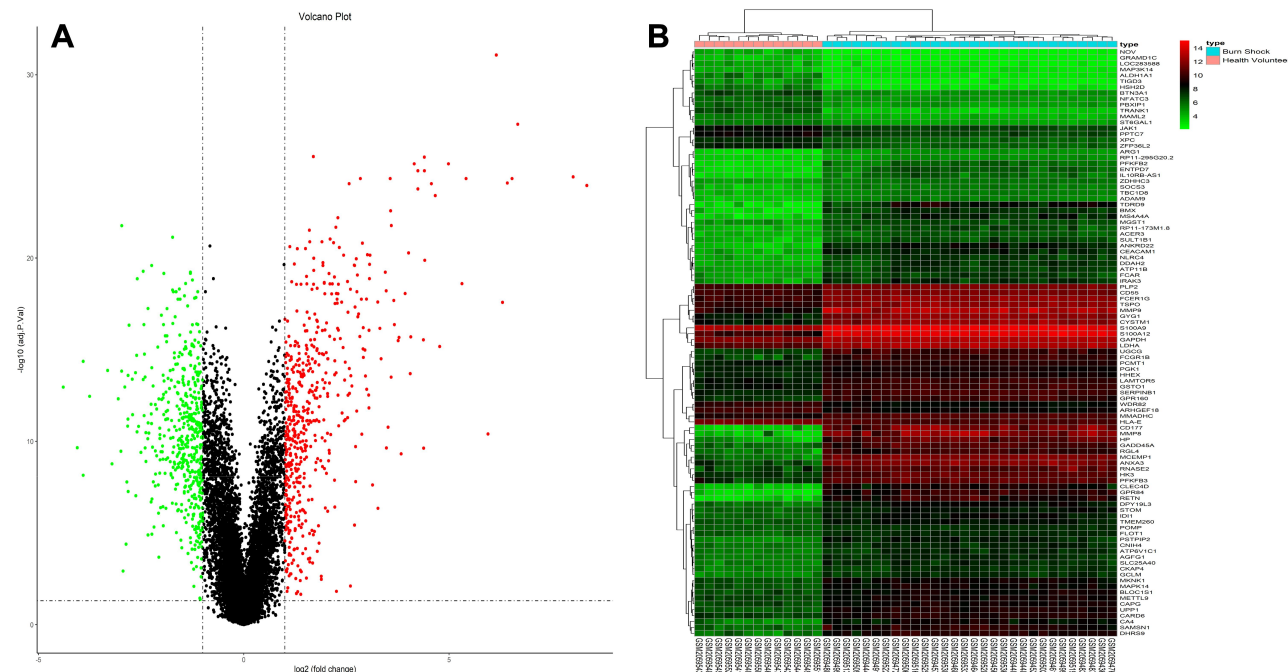 A
Volcano Plot
30
20
10
0
-log10 (adj.P.Val)
-5
0
5
log2 (fold change)
B
type
NOV
GRAMD1C
LOC283588
MAP3K14
ALDH1A1
TIGD3
HSH2D
BTN3A1
NFATC3
PBXIP1
TRANK1
MAML2
ST6GAL1
JAK1
PPTC7
XPC
ZFP36L2
ARG1
RP11-298G20.2
PFKFB2
ENTPD7
IL10RB-AS1
ZDHHC3
SOCS3
TBC1D8
ADAM9
TDRD9
BMX
MS4A4A
MGST1
RP11-173M1.8
ACER3
SULT1B1
ANKRD22
CEACAM1
NLRC4
DDAH2
ATP11B
FCAR
IRAK3
PLP2
CD55
FCER1G
TSPO
MMP9
GYG1
CYSTM1
S100A9
S100A12
GAPDH
LDHA
UGCG
FCGR1B
PCMT1
PGK1
HHEX
LAMTOR5
GSTO1
SERPINB1
GPR160
WDR82
ARHGEF18
MMADHC
HLA-E
CD177
MMP8
HP
GADD45A
RGL4
MCEMP1
ANXA3
RNASE2
HK3
PFKFB3
CLEC4D
GPR84
RETN
DPY19L3
STOM
IDI1
TMEM260
POMP
FLOT1
PSTPIP2
CNIH4
ATP6V1C1
AGFG1
SLC25A40
CKAP4
GCLM
MKNK1
MAPK14
BLOC1S1
METTL9
CAPG
UPP1
CARD6
CA4
SAMSN1
DHRS9
14
12
10
8
6
4
type
Burn Shock
Health Voluntee